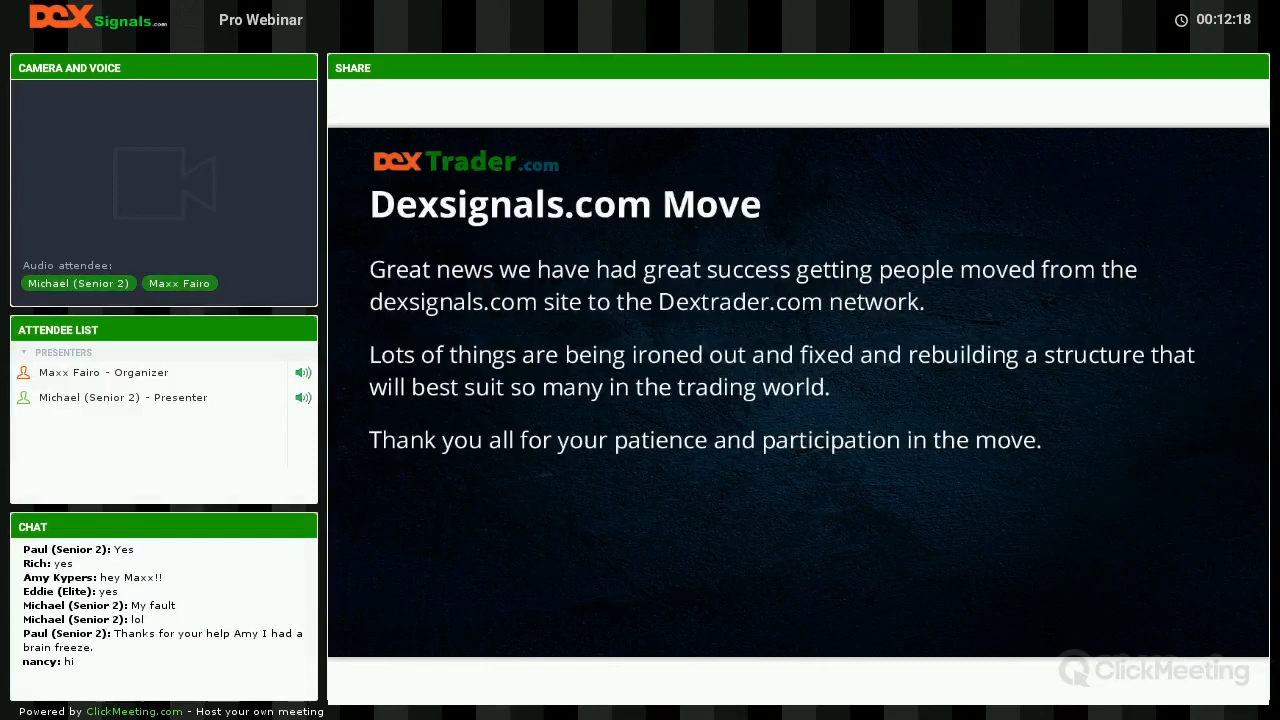 DEXSignals.com
Pro Webinar
00:12:18
CAMERA AND VOICE
Audio attendee:
Michael (Senior 2) Maxx Fairo
ATTENDEE LIST
PRESENTERS
Maxx Fairo - Organizer
Michael (Senior 2) - Presenter
CHAT
Paul (Senior 2): Yes
Rich: yes
Amy Kypers: hey Maxx!!
Eddie (Elite): yes
Michael (Senior 2): My fault
Michael (Senior 2): lol
Paul (Senior 2): Thanks for your help Amy I had a
brain freeze.
nancy: hi
Powered by ClickMeeting.com - Host your own meeting
SHARE
DEXTrader.com
Dexsignals.com Move
Great news we have had great success getting people moved from the
dexsignals.com site to the Dextrader.com network.
Lots of things are being ironed out and fixed and rebuilding a structure that
will best suit so many in the trading world.
Thank you all for your patience and participation in the move.
ClickMeeting